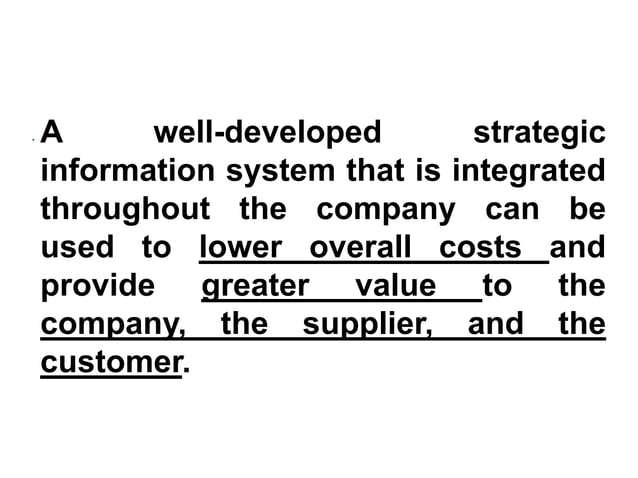 A well-developed strategic
information system that is integrated
throughout the company can be
used to lower overall costs and
provide greater value to the
company, the supplier, and the
customer.